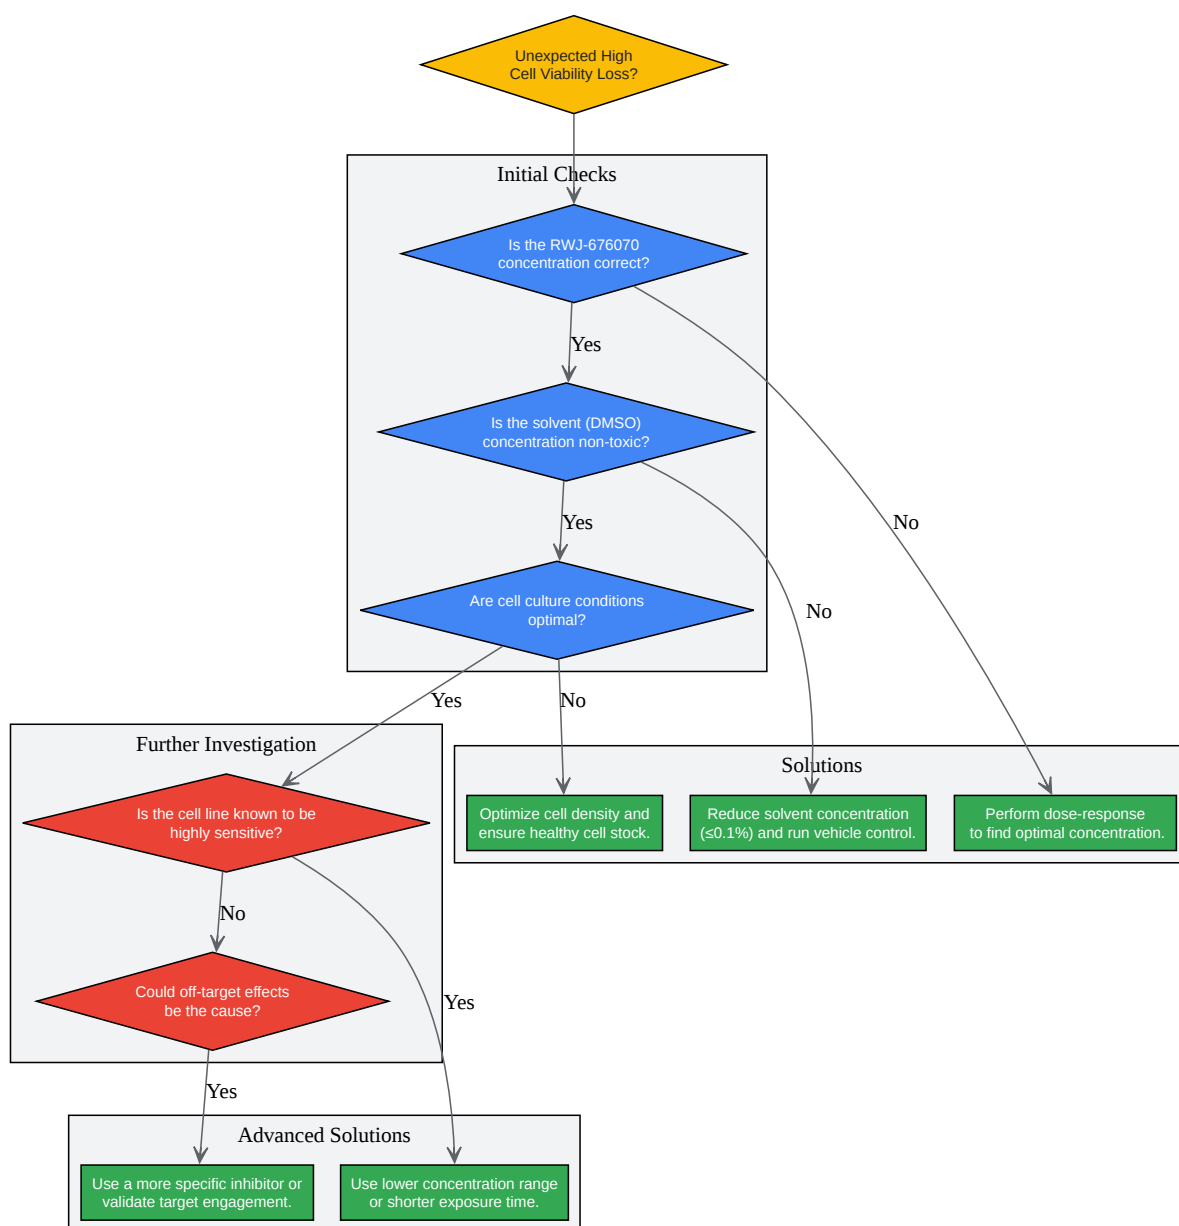 Unexpected High
Cell Viability Loss?
Initial Checks
Is the RWJ-676070
concentration correct?
Yes
Is the solvent (DMSO)
concentration non-toxic?
No
Yes
Are cell culture conditions
optimal?
No
Yes
No
Further Investigation
Is the cell line known to be
highly sensitive?
Solutions
Optimize cell density and
ensure healthy cell stock.
Reduce solvent concentration
(≤0.1%) and run vehicle control.
Perform dose-response
to find optimal concentration.
No
Could off-target effects
be the cause?
Yes
Yes
Advanced Solutions
Use a more specific inhibitor or
validate target engagement.
Use lower concentration range
or shorter exposure time.